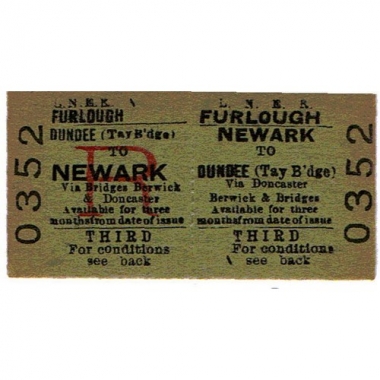 0352
L.N.E.R.
FURLOUGH
DUNDEE (Tay B'dge)
TO
NEWARK
Via Bridges Berwick
& Doncaster
Available for three
months from date of issue
THIRD
For conditions
see back
R
L. N. E. R.
FURLOUGH
NEWARK
TO
DUNDEE (Tay B'dge)
Via Doncaster
Berwick & Bridges
Available for three
months from date of issue
THIRD
For conditions
see back
0352